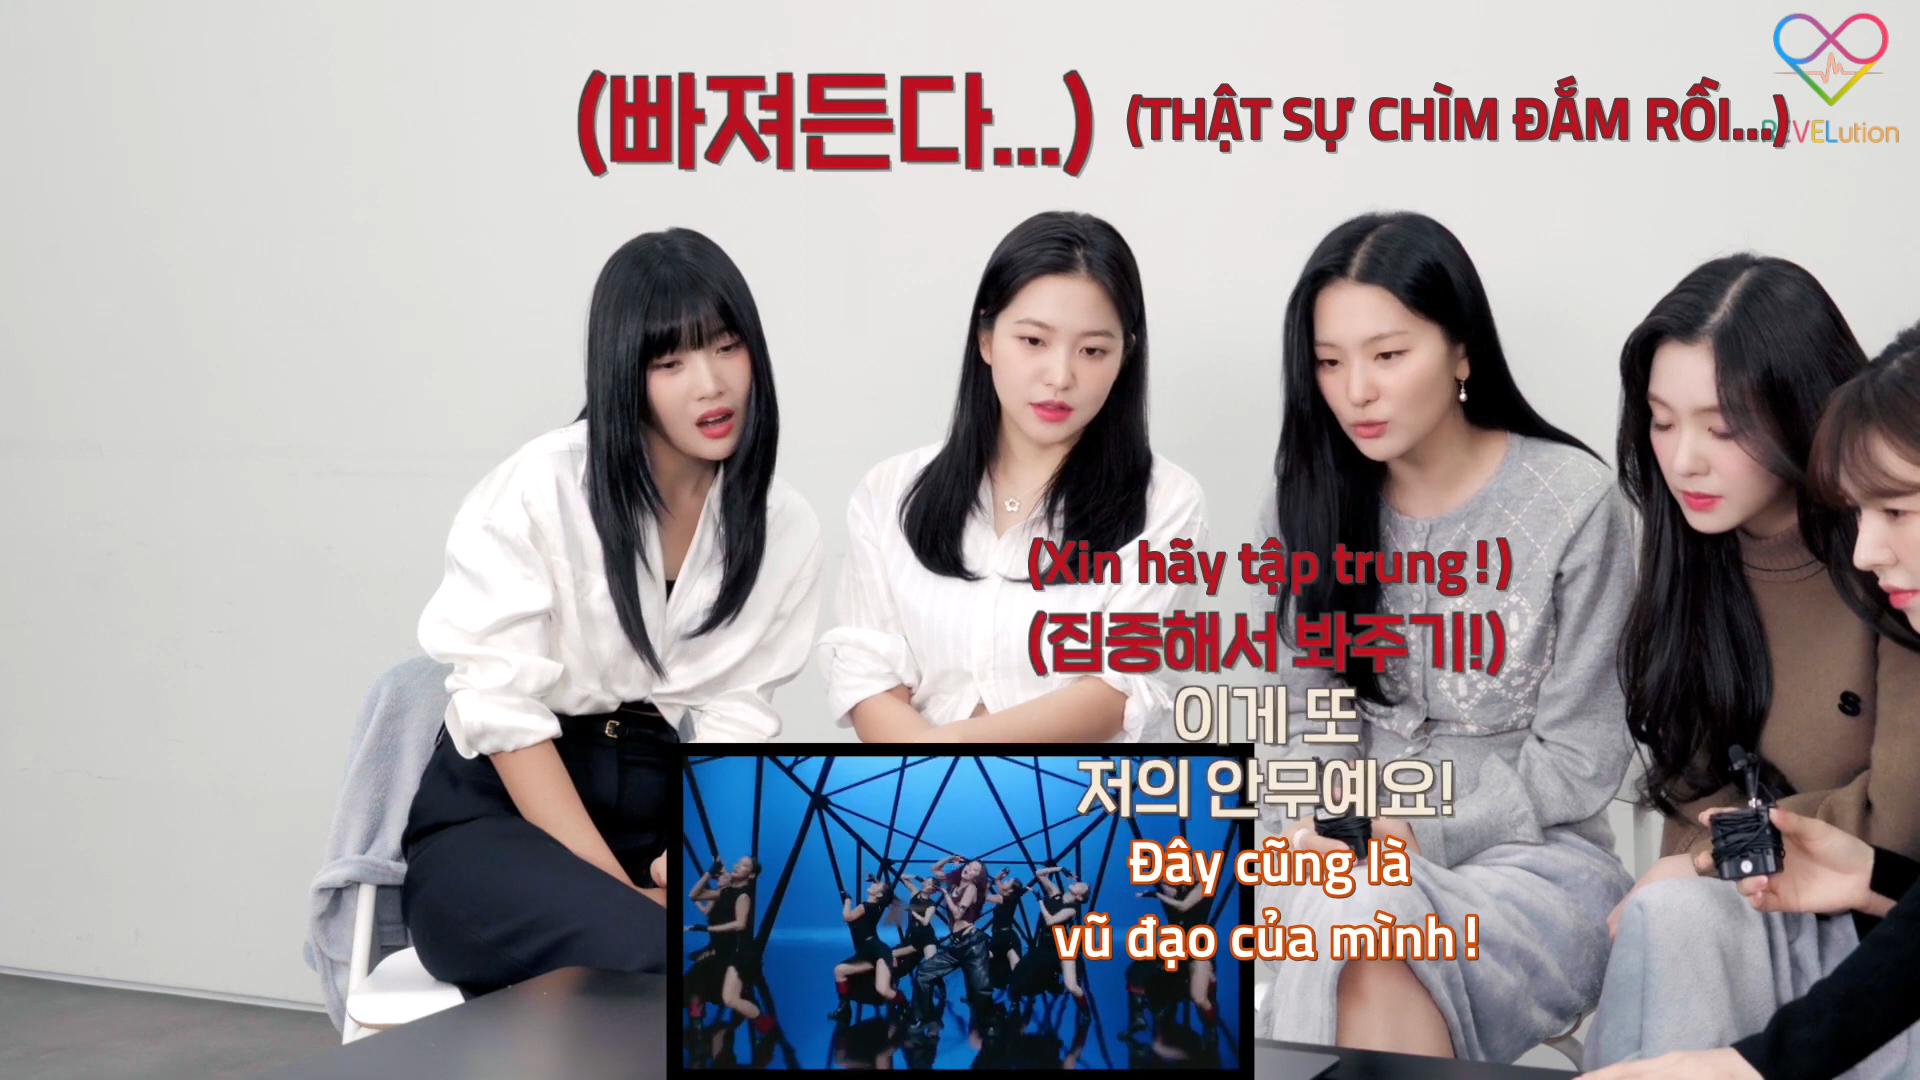 (빠져든다...)
(THẬT SỰ CHÌM ĐẮM RỒI...)
REVELution
(Xin hãy tập trung!)
(집중해서 봐주기!)
이게 또
저의 안무예요!
Đây cũng là
vũ đạo của mình!